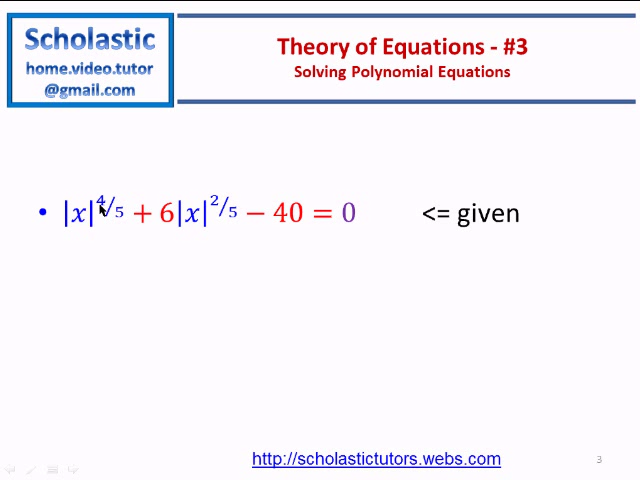 Scholastic
home.video.tutor
@gmail.com
Theory of Equations - #3
Solving Polynomial Equations
• |x|^4/5 + 6|x|^2/5 − 40 = 0 <= given
http://scholastictutors.webs.com
3